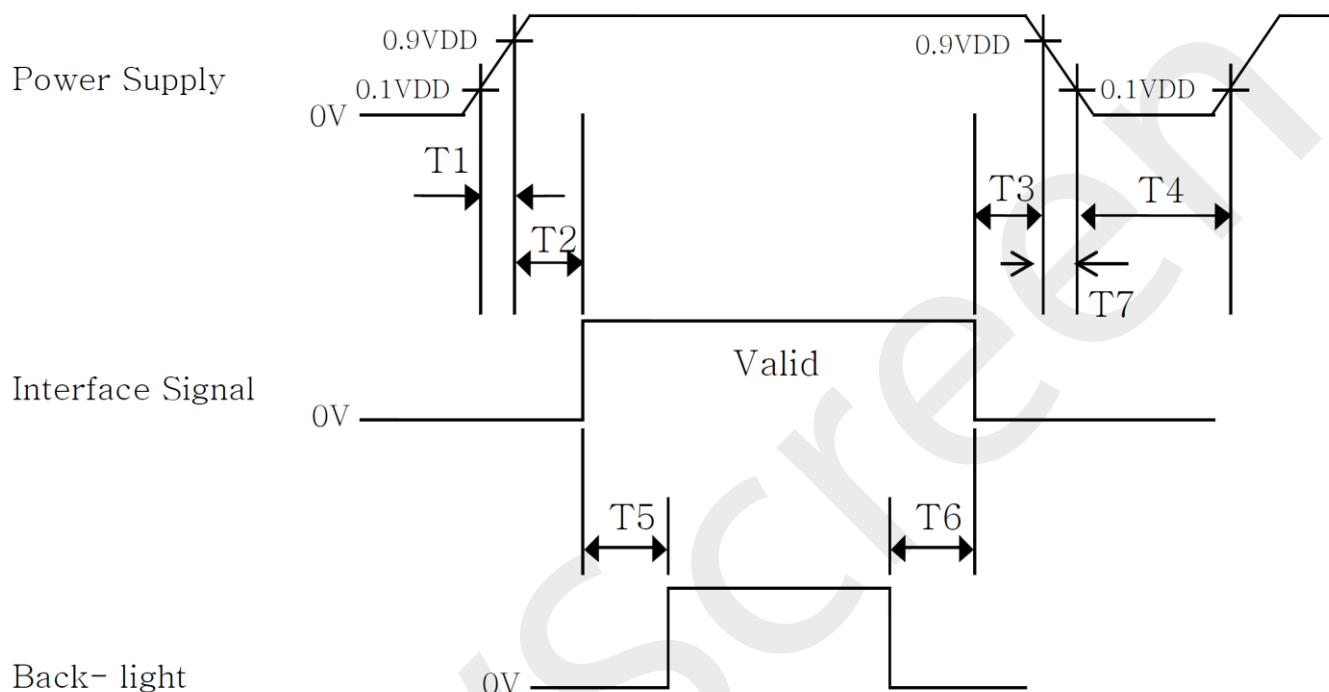 0.9VDD 0.9VDD
Power Supply
0.1VDD 0.1VDD
0V
T1 T3 T4
T2
T7
Valid
Interface Signal
0V
T5 T6
Back- light
0V
Screen